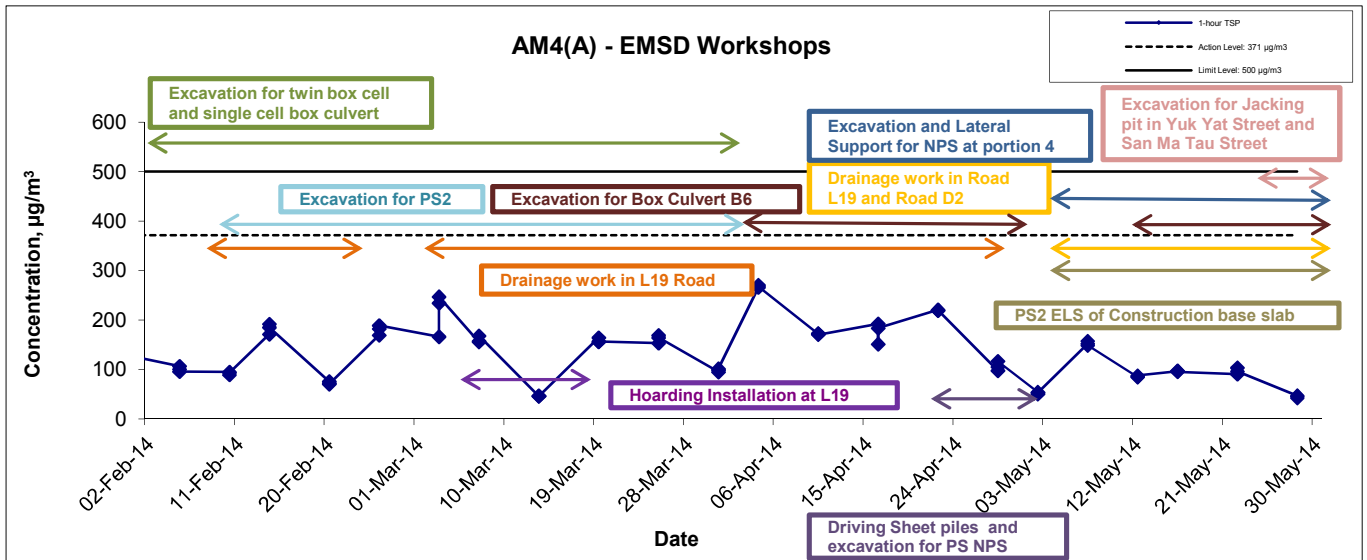 1-hour TSP
AM4(A) - EMSD Workshops
Action Level: 371 µg/m3
Limit Level: 500 µg/m3
Excavation for twin box cell
and single cell box culvert
Excavation and Lateral
Support for NPS at portion 4
Excavation for Jacking
pit in Yuk Yat Street and
San Ma Tau Street
Excavation for PS2
Excavation for Box Culvert B6
Drainage work in Road
L19 and Road D2
Drainage work in L19 Road
PS2 ELS of Construction base slab
Hoarding Installation at L19
Driving Sheet piles and
excavation for PS NPS
Concentration, µg/m³
600
500
400
300
200
100
0
02-Feb-14
11-Feb-14
20-Feb-14
01-Mar-14
10-Mar-14
19-Mar-14
28-Mar-14
06-Apr-14
15-Apr-14
24-Apr-14
03-May-14
12-May-14
21-May-14
30-May-14
Date